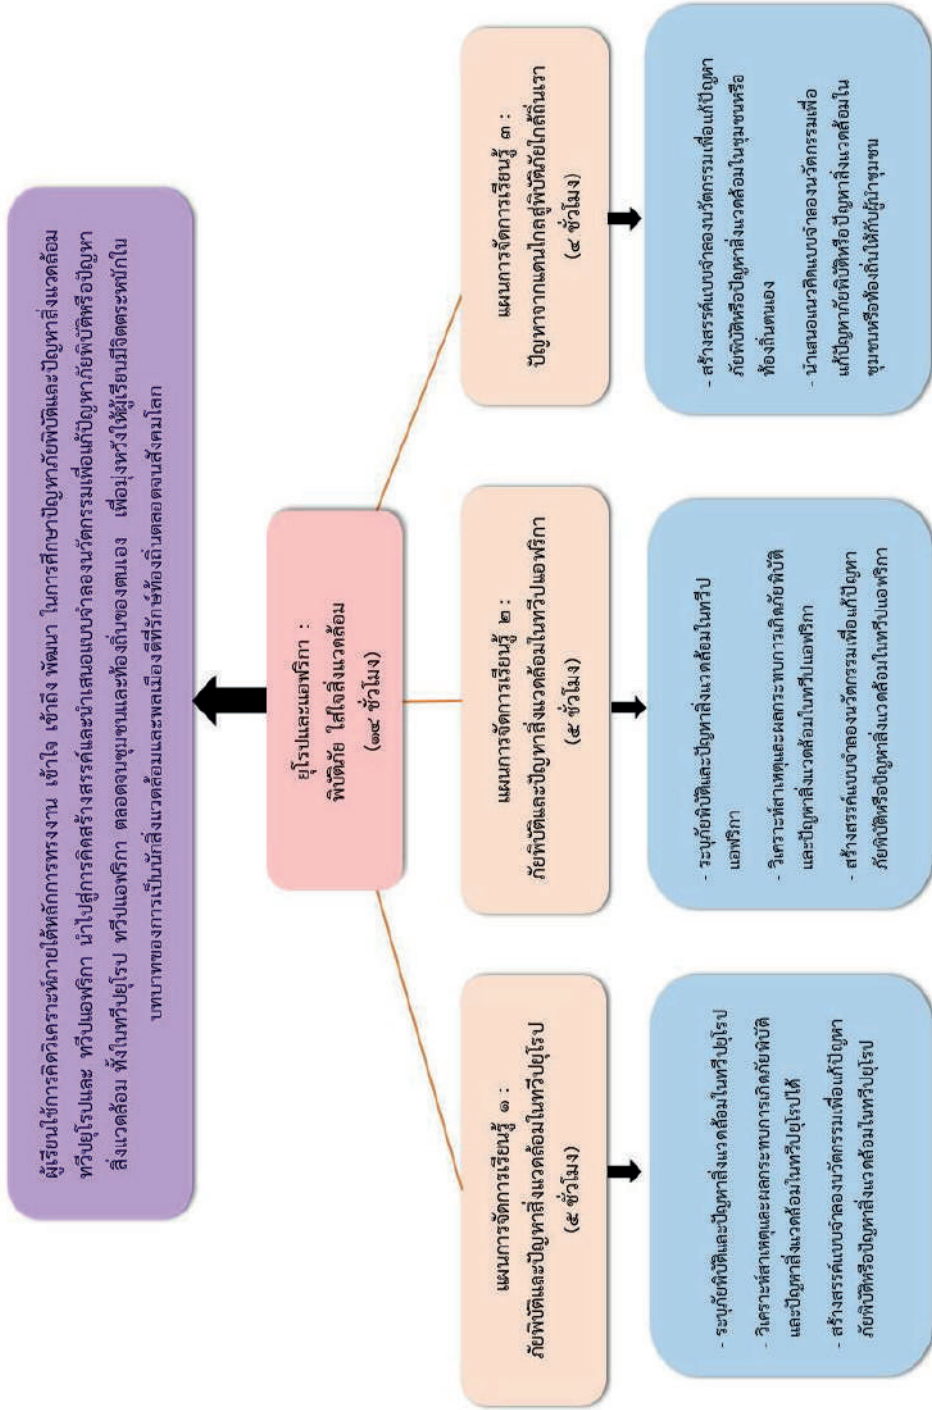 ผู้เรียนใช้การคิดวิเคราะห์ภายใต้หลักการทรงงาน เข้าใจ เข้าถึง พัฒนา ในการศึกษาปัญหาภัยพิบัติและปัญหาสิ่งแวดล้อม
ทวีปยุโรปและ ทวีปแอฟริกา นำไปสู่การคิดสร้างสรรค์และนำเสนอแบบจำลองนวัตกรรมเพื่อแก้ปัญหาภัยพิบัติหรือปัญหา
สิ่งแวดล้อม ทั้งในทวีปยุโรป ทวีปแอฟริกา ตลอดจนชุมชนและท้องถิ่นของตนเอง เพื่อมุ่งหวังให้ผู้เรียนมีจิตตระหนักใน
บทบาทของการเป็นนักสิ่งแวดล้อมและพลเมืองดีที่รักษ์ท้องถิ่นตลอดจนสังคมโลก
ยุโรปและแอฟริกา :
พิบัติภัย ใส่ใจสิ่งแวดล้อม
(๑๔ ชั่วโมง)
แผนการจัดการเรียนรู้ ๑ :
ภัยพิบัติและปัญหาสิ่งแวดล้อมในทวีปยุโรป
(๕ ชั่วโมง)
- ระบุภัยพิบัติและปัญหาสิ่งแวดล้อมในทวีปยุโรป
- วิเคราะห์สาเหตุและผลกระทบการเกิดภัยพิบัติ
และปัญหาสิ่งแวดล้อมในทวีปยุโรปได้
- สร้างสรรค์แบบจำลองนวัตกรรมเพื่อแก้ปัญหา
ภัยพิบัติหรือปัญหาสิ่งแวดล้อมในทวีปยุโรป
แผนการจัดการเรียนรู้ ๒ :
ภัยพิบัติและปัญหาสิ่งแวดล้อมในทวีปแอฟริกา
(๕ ชั่วโมง)
- ระบุภัยพิบัติและปัญหาสิ่งแวดล้อมในทวีป
แอฟริกา
- วิเคราะห์สาเหตุและผลกระทบการเกิดภัยพิบัติ
และปัญหาสิ่งแวดล้อมในทวีปแอฟริกา
- สร้างสรรค์แบบจำลองนวัตกรรมเพื่อแก้ปัญหา
ภัยพิบัติหรือปัญหาสิ่งแวดล้อมในทวีปแอฟริกา
แผนการจัดการเรียนรู้ ๓ :
ปัญหาจากแดนไกลสู่พิบัติภัยใกล้ถิ่นเรา
(๔ ชั่วโมง)
- สร้างสรรค์แบบจำลองนวัตกรรมเพื่อแก้ปัญหา
ภัยพิบัติหรือปัญหาสิ่งแวดล้อมในชุมชนหรือ
ท้องถิ่นตนเอง
- นำเสนอแนวคิดแบบจำลองนวัตกรรมเพื่อ
แก้ปัญหาภัยพิบัติหรือปัญหาสิ่งแวดล้อมใน
ชุมชนหรือท้องถิ่นให้กับผู้นำชุมชน